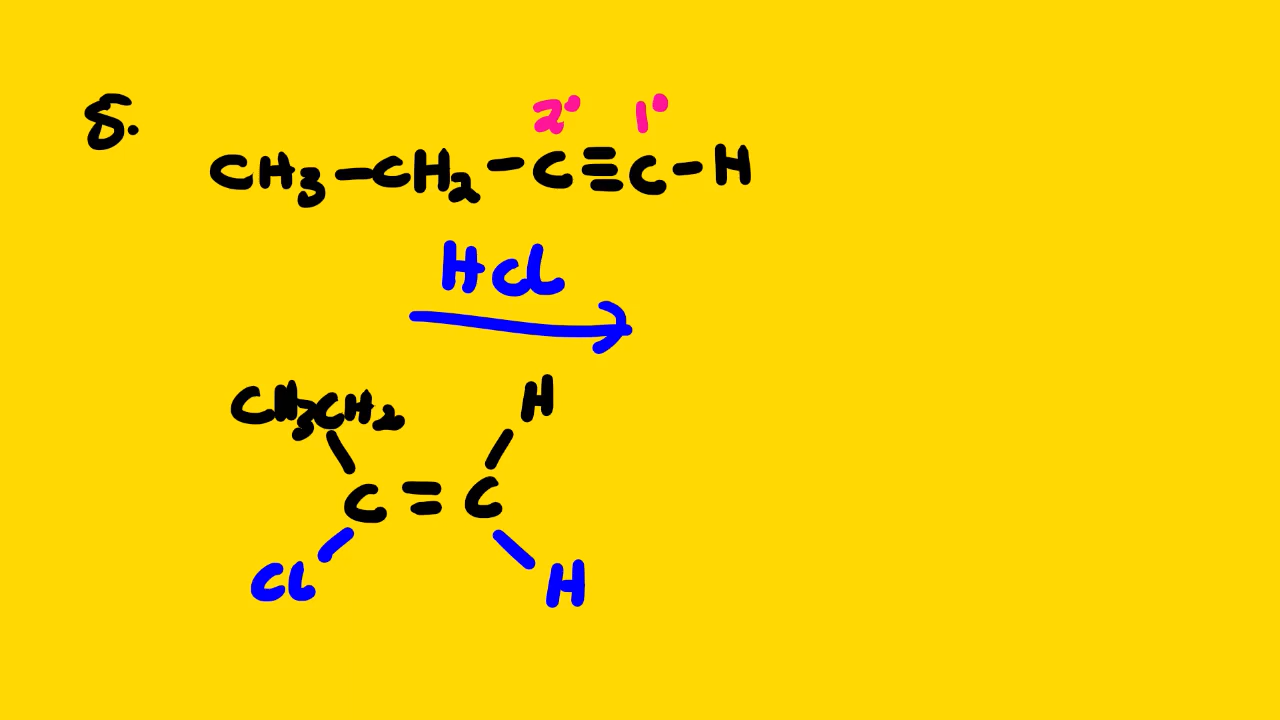 8.
2° 1°
CH3-CH2-C≡C-H
HCl
CH3CH2 H
C=C
Cl H